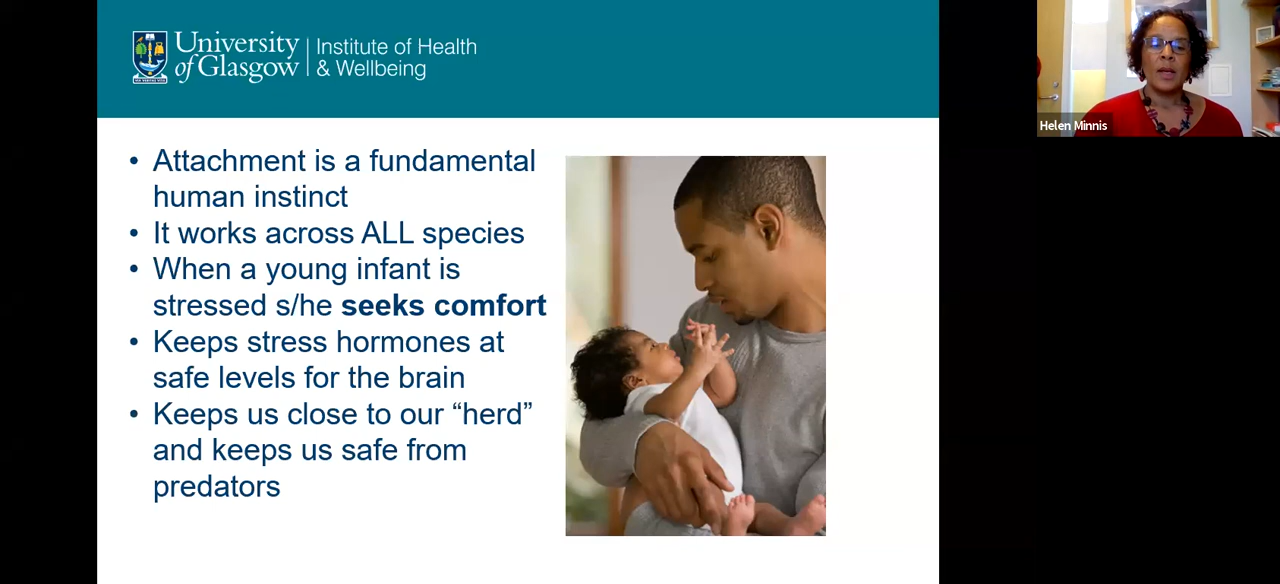 University
of Glasgow
Institute of Health
& Wellbeing
• Attachment is a fundamental
human instinct
• It works across ALL species
• When a young infant is
stressed s/he seeks comfort
• Keeps stress hormones at
safe levels for the brain
• Keeps us close to our “herd”
and keeps us safe from
predators
Helen Minnis